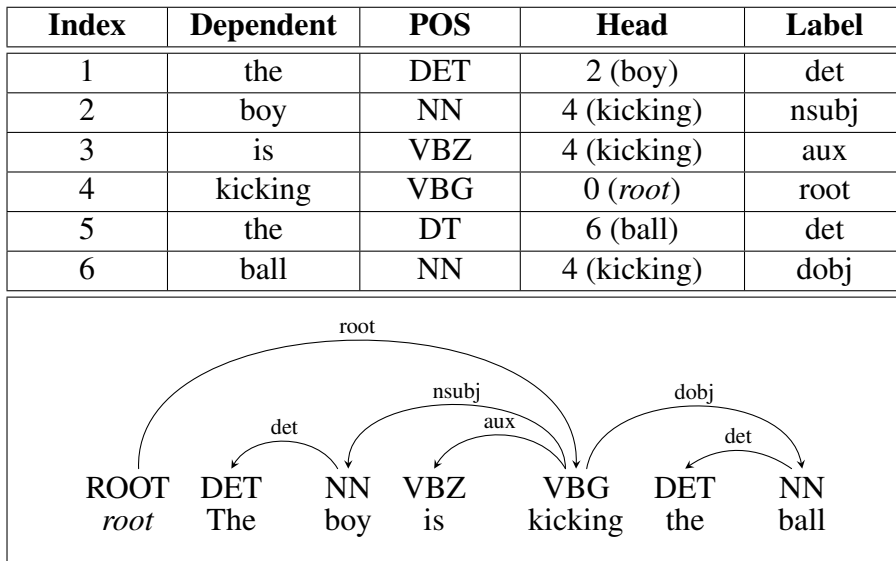 Index Dependent POS Head Label
1 the DET 2 (boy) det
2 boy NN 4 (kicking) nsubj
3 is VBZ 4 (kicking) aux
4 kicking VBG 0 (root) root
5 the DT 6 (ball) det
6 ball NN 4 (kicking) dobj
root
nsubj dobj
det aux det
ROOT DET NN VBZ VBG DET NN
root The boy is kicking the ball